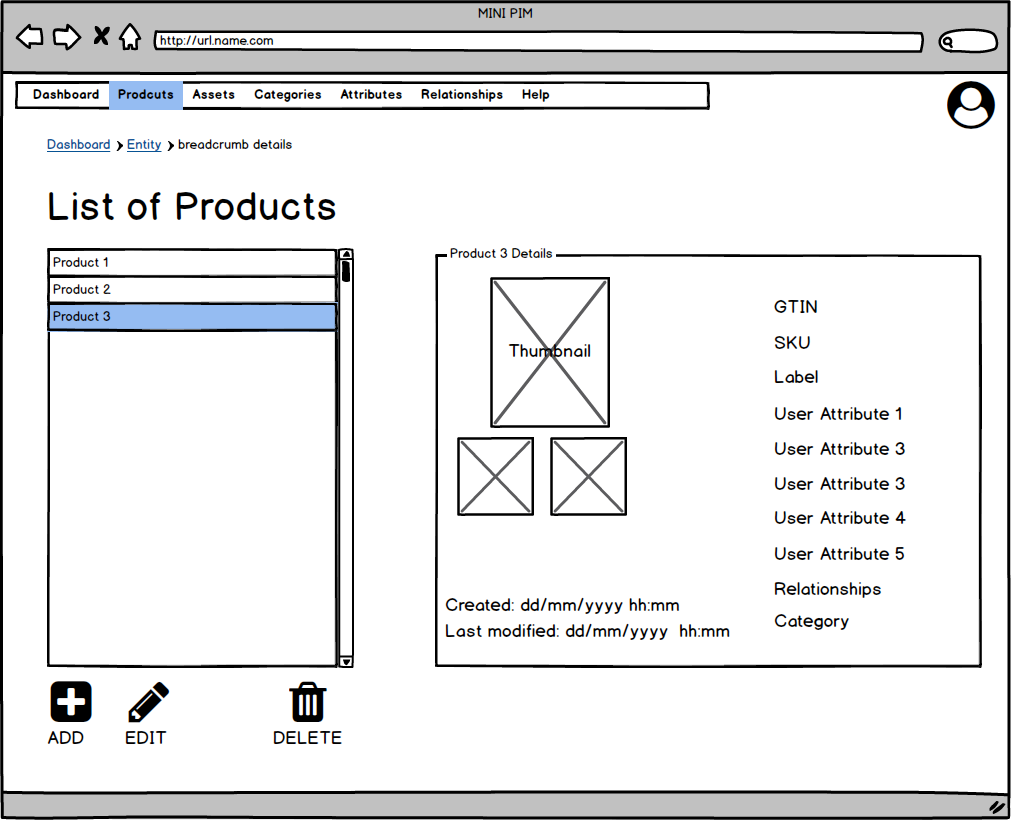 MINI PIM
http://url.name.com
Dashboard Prodcuts Assets Categories Attributes Relationships Help
Dashboard Entity breadcrumb details
List of Products
Product 1
Product 2
Product 3
Product 3 Details
Thumbnail
Created: dd/mm/yyyy hh:mm
Last modified: dd/mm/yyyy hh:mm
GTIN
SKU
Label
User Attribute 1
User Attribute 3
User Attribute 3
User Attribute 4
User Attribute 5
Relationships
Category
ADD EDIT DELETE